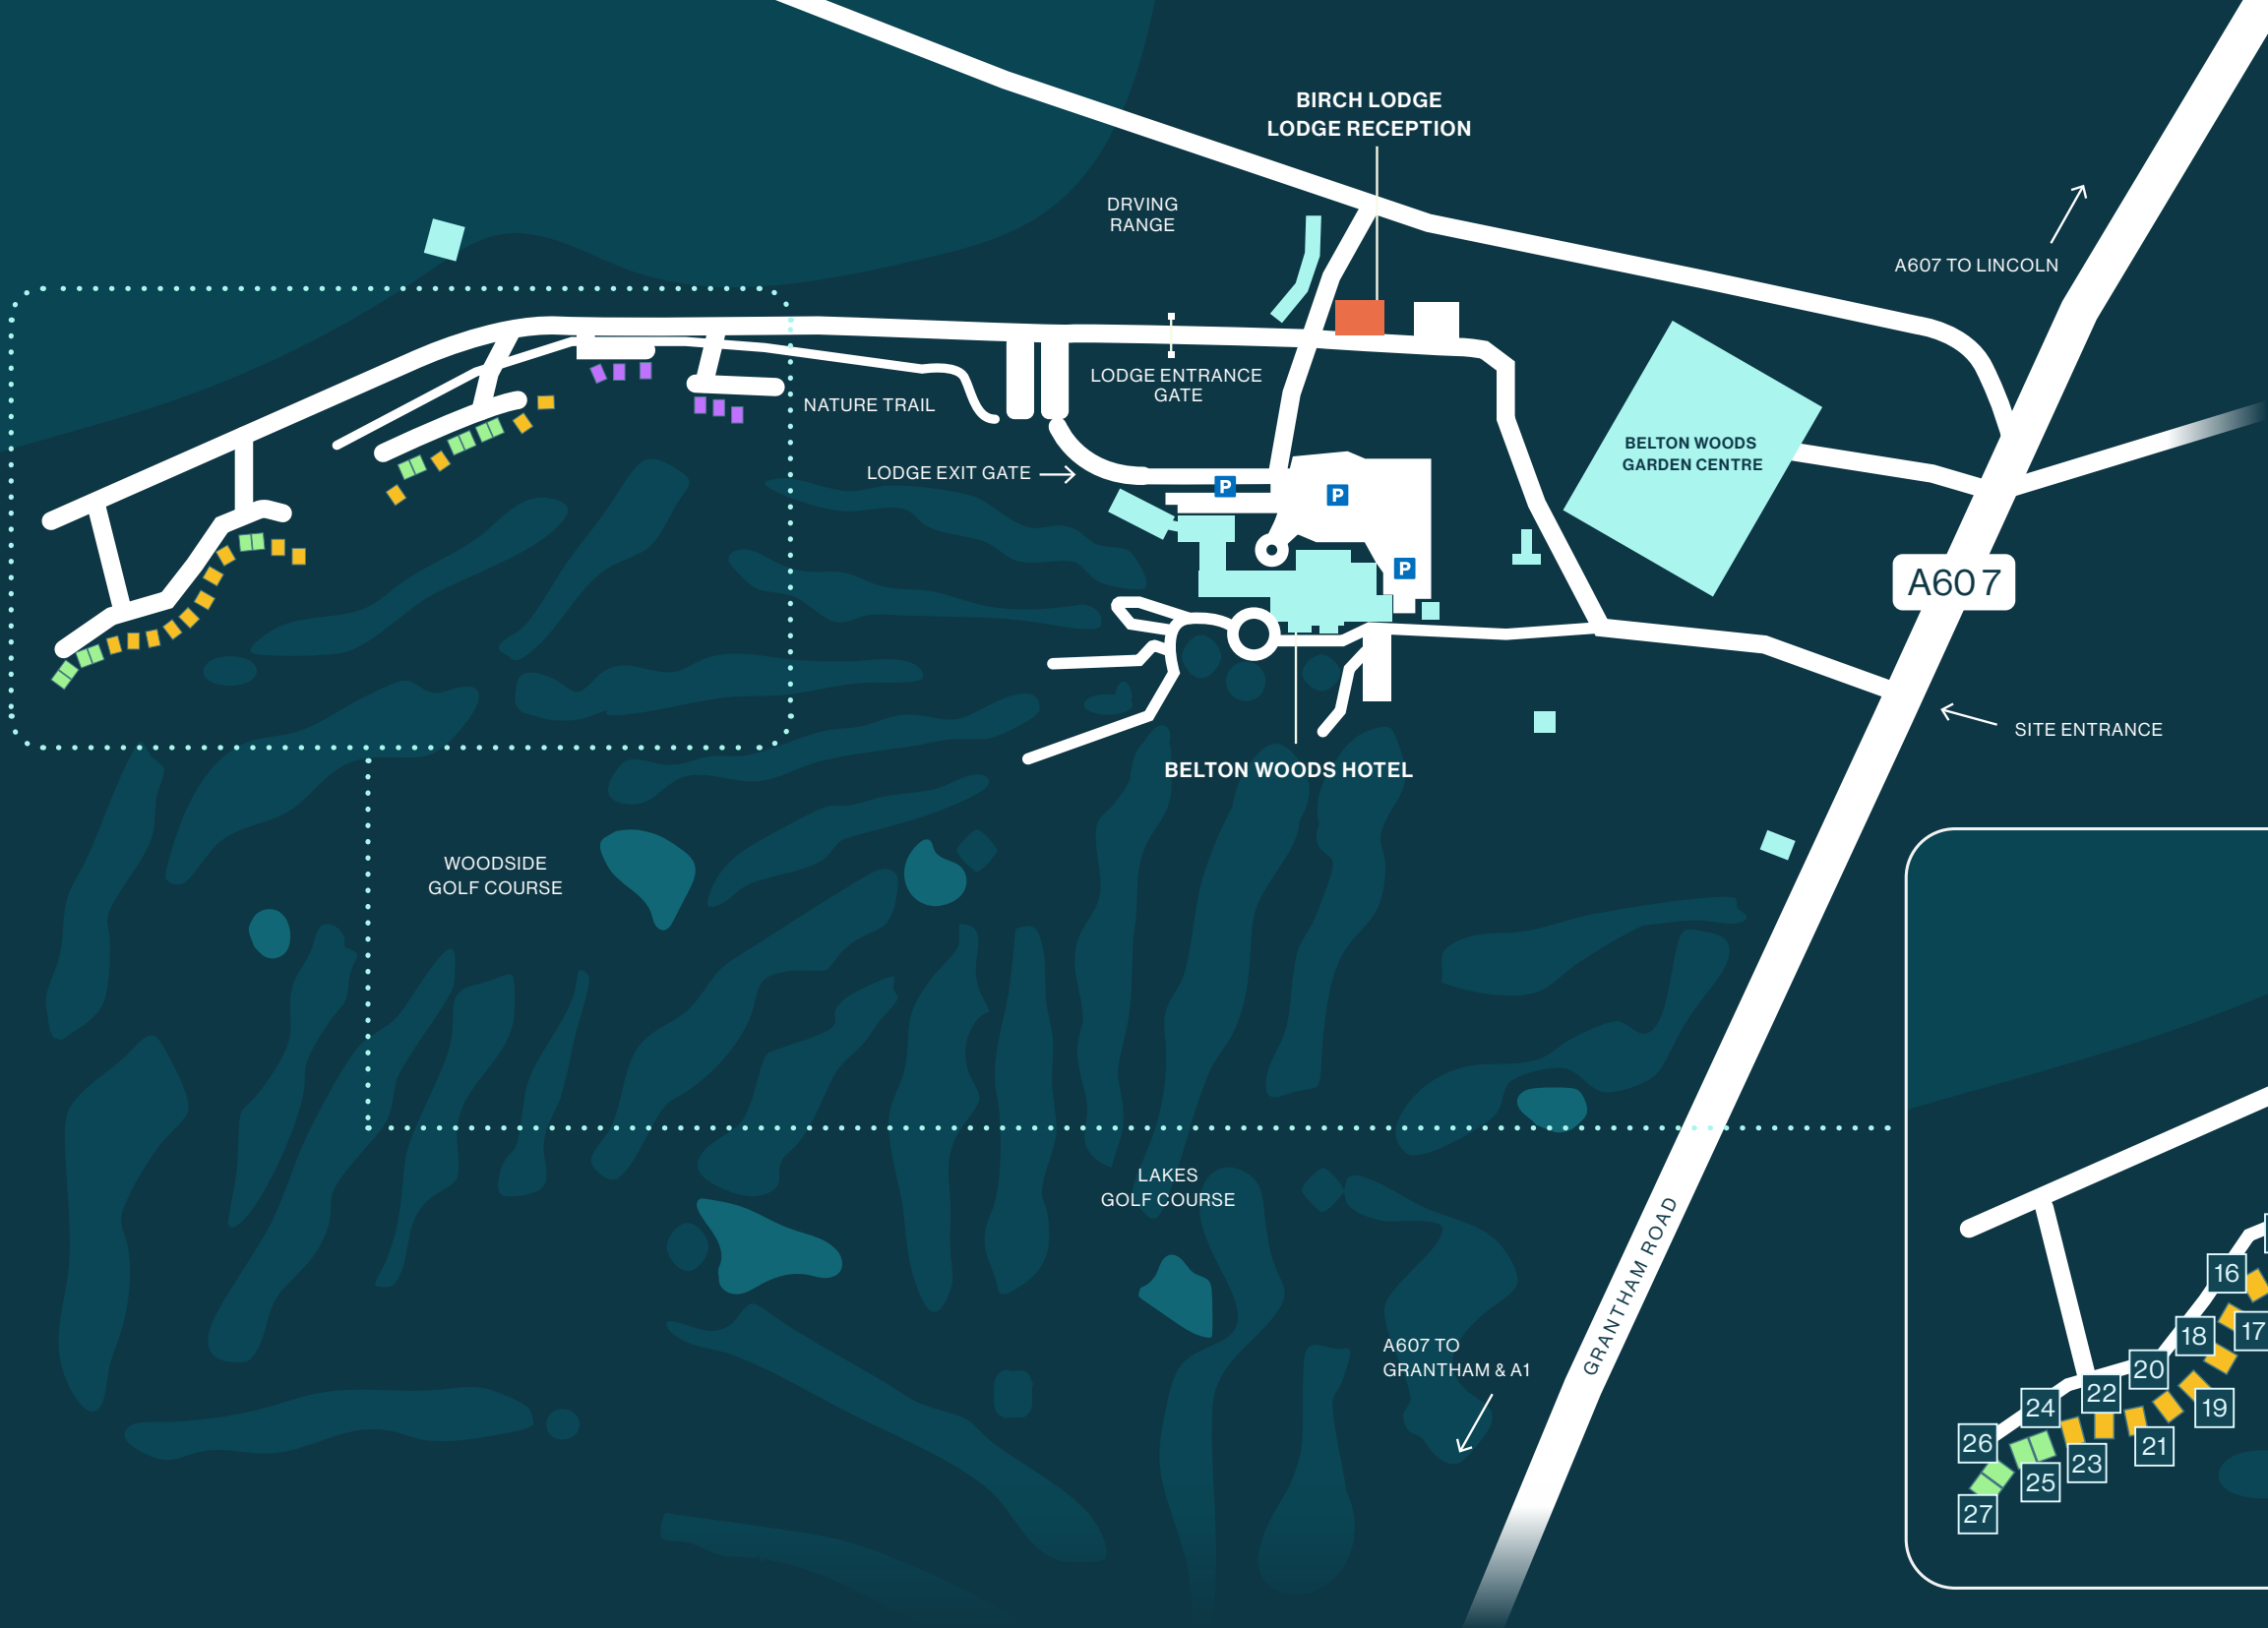 BIRCH LODGE
LODGE RECEPTION
DRVING
RANGE
A607 TO LINCOLN
LODGE ENTRANCE
GATE
NATURE TRAIL
BELTON WOODS
GARDEN CENTRE
LODGE EXIT GATE
P
P
P
A607
SITE ENTRANCE
BELTON WOODS HOTEL
WOODSIDE
GOLF COURSE
LAKES
GOLF COURSE
GRANTHAM ROAD
A607 TO
GRANTHAM & A1
16
17
18
20
22
24
19
26
21
23
25
27